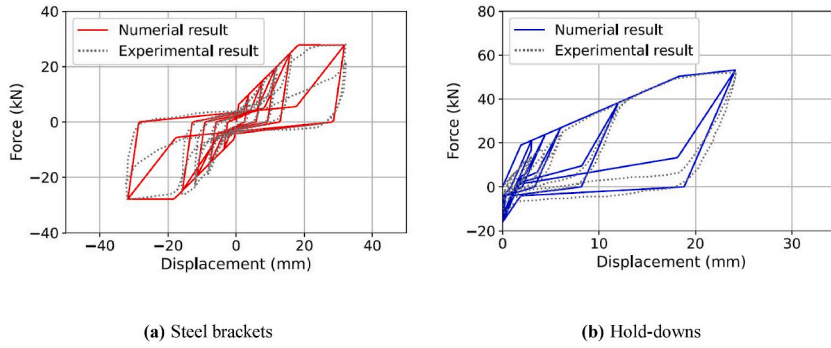 40
20
0
−20
−40
Force (kN)
Numerial result
Experimental result
−40
−20
0
20
40
Displacement (mm)
80
60
40
20
0
−20
Force (kN)
Numerial result
Experimental result
0
10
20
30
Displacement (mm)
(a) Steel brackets
(b) Hold-downs